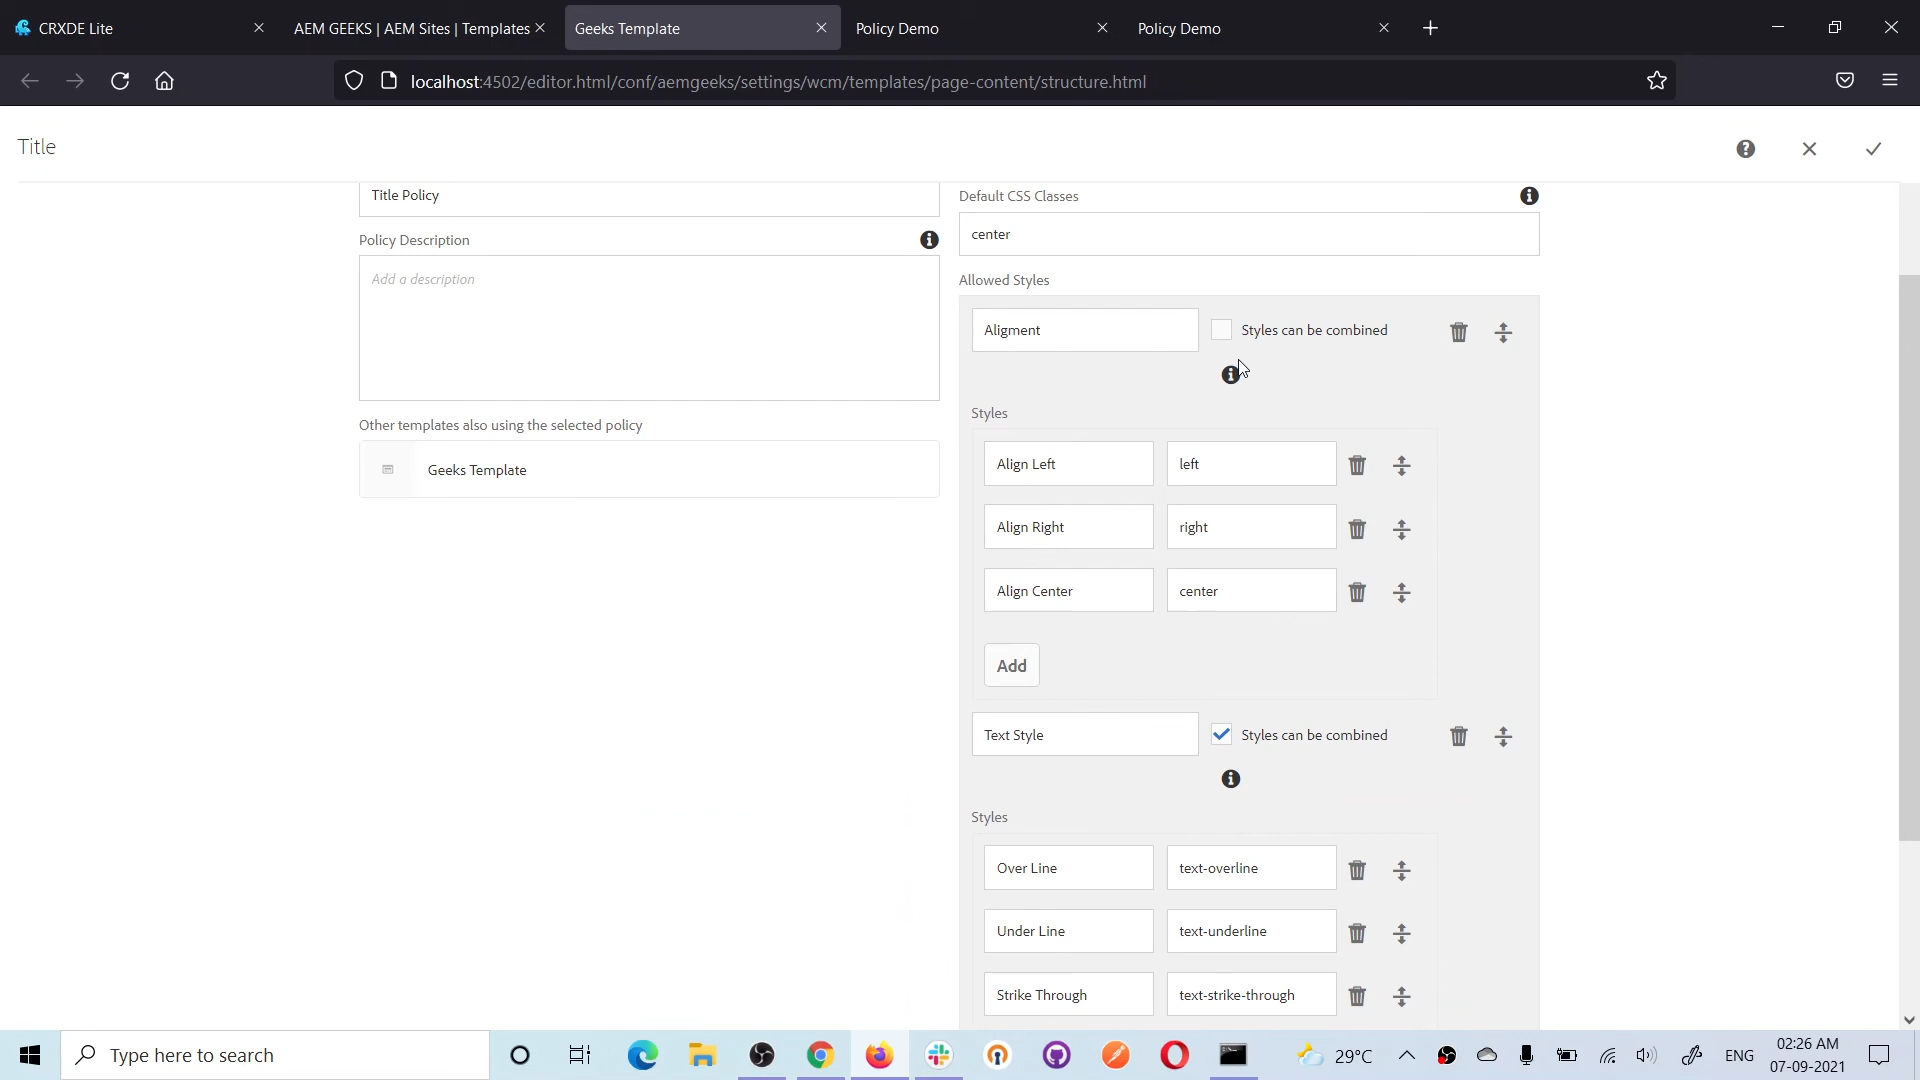 CRXDE Lite
AEM GEEKS | AEM Sites | Templates
Geeks Template
Policy Demo
Policy Demo
localhost:4502/editor.html/conf/aemgeeks/settings/wcm/templates/page-content/structure.html
Title
Title Policy
Policy Description
Add a description
Other templates also using the selected policy
Geeks Template
Default CSS Classes
center
Allowed Styles
Aligment
Styles can be combined
Styles
Align Left
left
Align Right
right
Align Center
center
Add
Text Style
Styles can be combined
Styles
Over Line
text-overline
Under Line
text-underline
Strike Through
text-strike-through
Type here to search
29°C
ENG
02:26 AM
07-09-2021